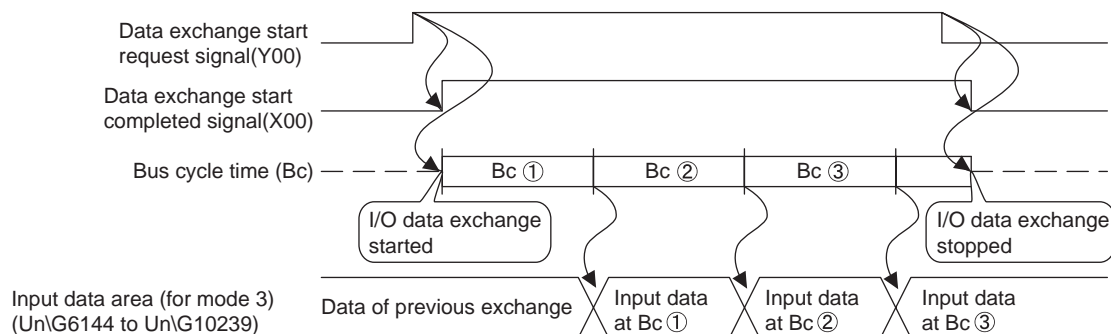 Data exchange start
request signal(Y00)
Data exchange start
completed signal(X00)
Bus cycle time (Bc)
Bc ①
Bc ②
Bc ③
I/O data exchange
started
I/O data exchange
stopped
Input data area (for mode 3)
(Un\G6144 to Un\G10239)
Data of previous exchange
Input data
at Bc ①
Input data
at Bc ②
Input data
at Bc ③